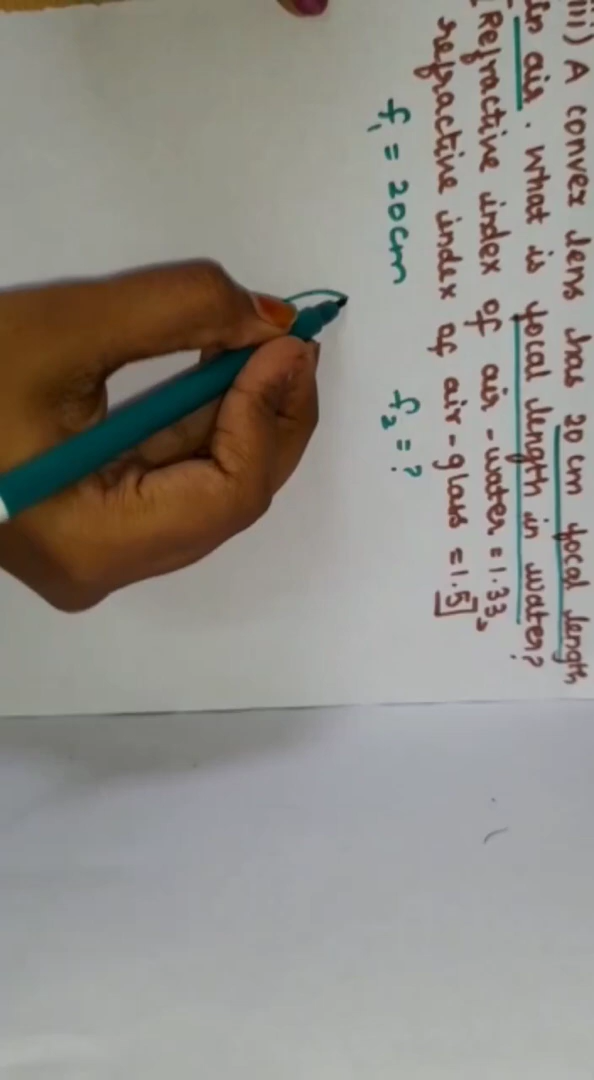 iii) A convex lens has 20 cm focal length
in air. What is focal length in water?
[Refractive index of air-water = 1.33,
refractive index of air-glass = 1.5]
f₁ = 20cm f₂ = ?